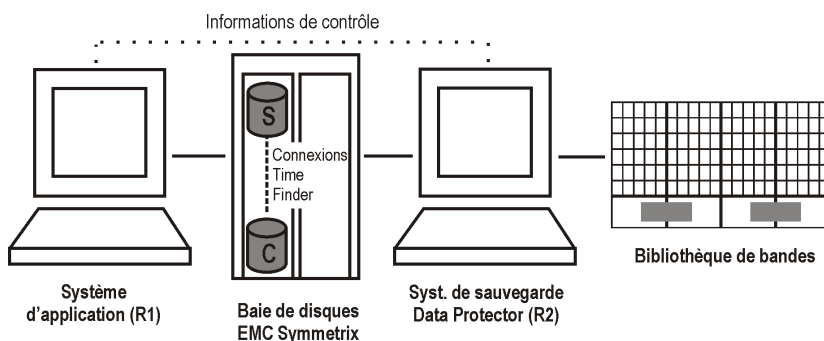 Informations de contrôle
S
Connexions
Time
Finder
C
Système
d'application (R1)
Baie de disques
EMC Symmetrix
Syst. de sauvegarde
Data Protector (R2)
Bibliothèque de bandes